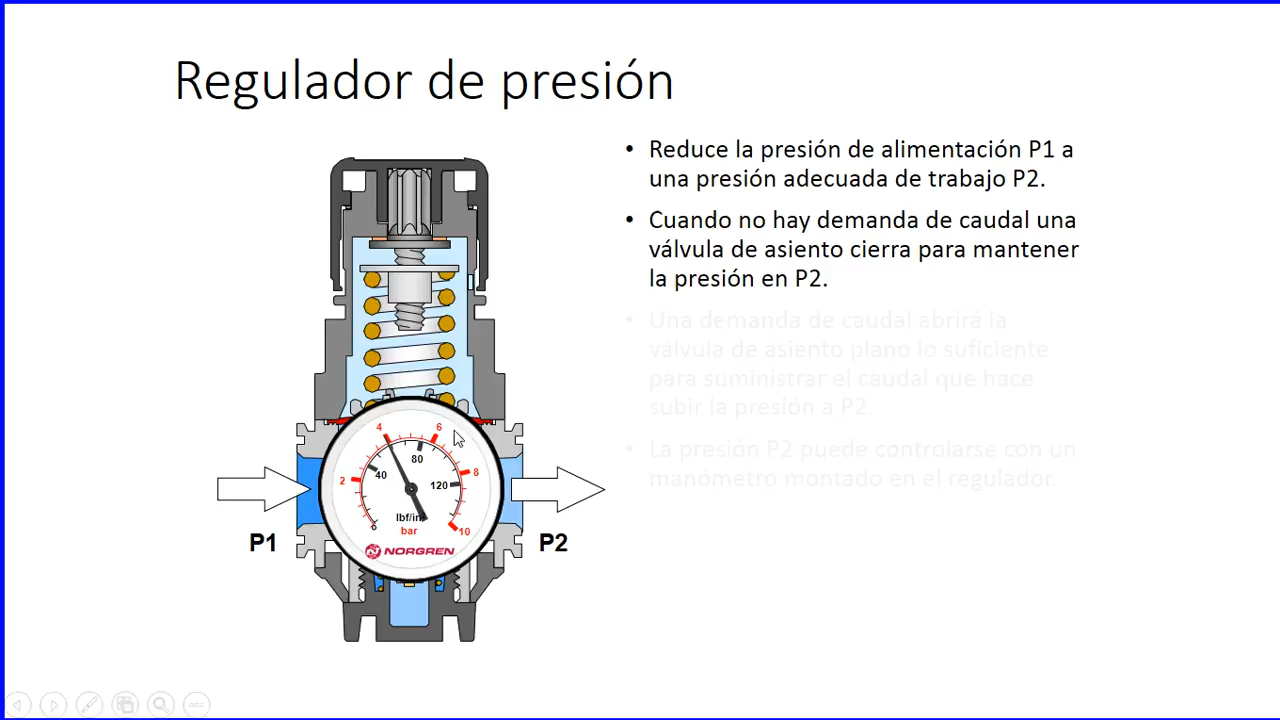 Regulador de presión
• Reduce la presión de alimentación P1 a
una presión adecuada de trabajo P2.
• Cuando no hay demanda de caudal una
válvula de asiento cierra para mantener
la presión en P2.
• Una demanda de caudal abrirá la
válvula de asiento plano lo suficiente
para suministrar el caudal que hace
subir la presión a P2.
• La presión P2 puede controlarse con un
manómetro montado en el regulador.
4 6
80
40
2 8
120
0
lbf/in
bar
10
NORGREN
P1 P2